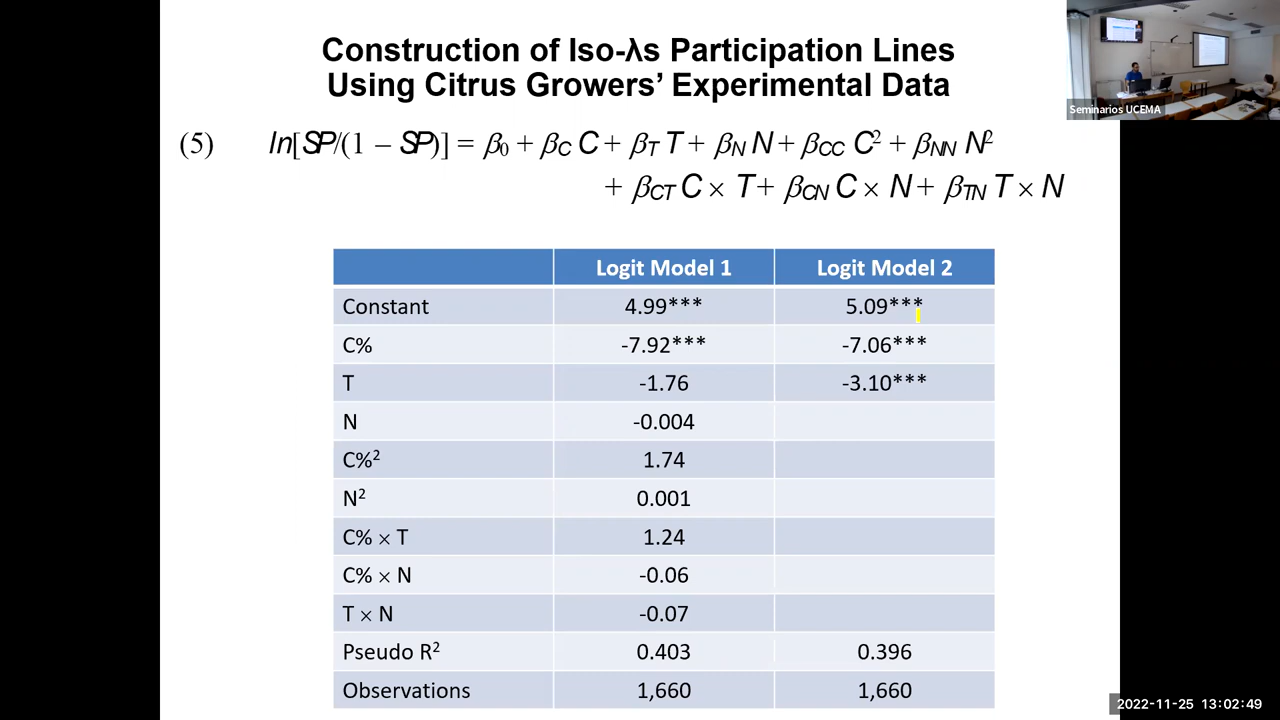 Construction of Iso-λs Participation Lines
Using Citrus Growers’ Experimental Data
Seminarios UCEMA
(5) ln[SP/(1 – SP)] = β0 + βC C + βT T + βN N + βCC C² + βNN N²
+ βCT C × T + βCN C × N + βTN T × N
Logit Model 1 Logit Model 2
Constant 4.99*** 5.09***
C% -7.92*** -7.06***
T -1.76 -3.10***
N -0.004
C%² 1.74
N² 0.001
C% × T 1.24
C% × N -0.06
T × N -0.07
Pseudo R² 0.403 0.396
Observations 1,660 1,660
2022-11-25 13:02:49